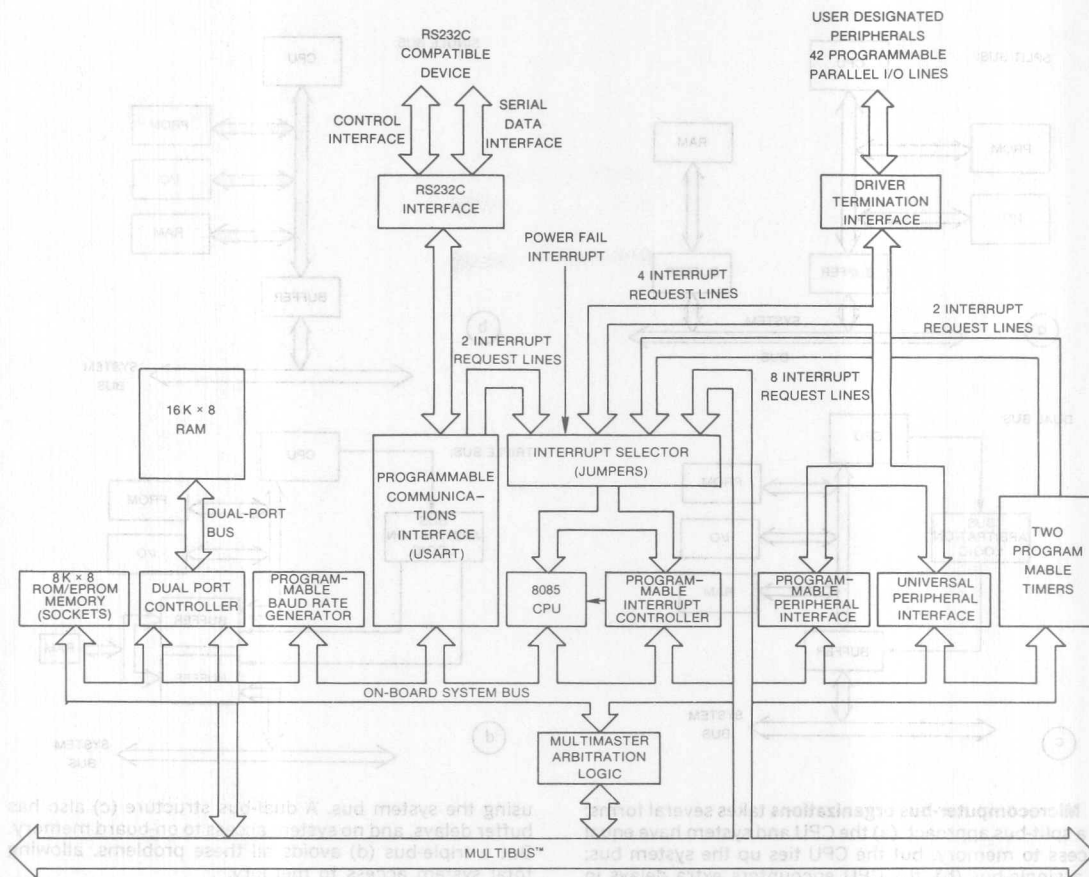 RS232C
COMPATIBLE
DEVICE
USER DESIGNATED
PERIPHERALS
42 PROGRAMMABLE
PARALLEL I/O LINES
CONTROL
INTERFACE
SERIAL
DATA
INTERFACE
RS232C
INTERFACE
DRIVER
TERMINATION
INTERFACE
POWER FAIL
INTERRUPT
4 INTERRUPT
REQUEST LINES
2 INTERRUPT
REQUEST LINES
2 INTERRUPT
REQUEST LINES
8 INTERRUPT
REQUEST LINES
16K × 8
RAM
DUAL-PORT
BUS
PROGRAMMABLE
COMMUNICA-
TIONS
INTERFACE
(USART)
INTERRUPT SELECTOR
(JUMPERS)
8K × 8
ROM/EPROM
MEMORY
(SOCKETS)
DUAL PORT
CONTROLLER
PROGRAM-
MABLE
BAUD RATE
GENERATOR
8085
CPU
PROGRAM-
MABLE
INTERRUPT
CONTROLLER
PROGRAM-
MABLE
PERIPHERAL
INTERFACE
UNIVERSAL
PERIPHERAL
INTERFACE
TWO
PROGRAM
MABLE
TIMERS
ON-BOARD SYSTEM BUS
MULTIMASTER
ARBITRATION
LOGIC
MULTIBUS™